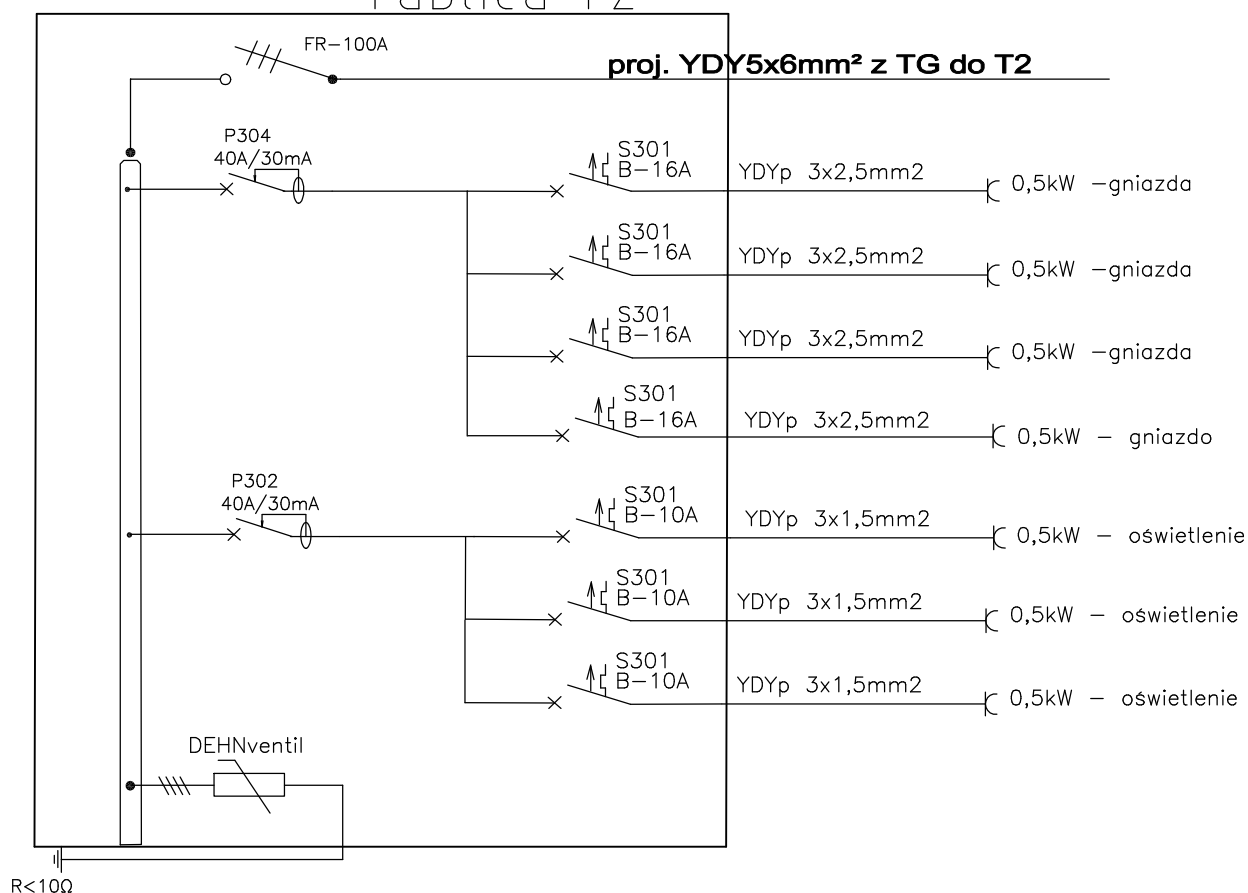 Tablica T2
FR-100A
proj. YDY5x6mm² z TG do T2
P304
40A/30mA
S301
B-16A
YDYp 3x2,5mm2
0,5kW -gniazda
S301
B-16A
YDYp 3x2,5mm2
0,5kW -gniazda
S301
B-16A
YDYp 3x2,5mm2
0,5kW -gniazda
S301
B-16A
YDYp 3x2,5mm2
0,5kW - gniazdo
P302
40A/30mA
S301
B-10A
YDYp 3x1,5mm2
0,5kW - oświetlenie
S301
B-10A
YDYp 3x1,5mm2
0,5kW - oświetlenie
S301
B-10A
YDYp 3x1,5mm2
0,5kW - oświetlenie
DEHNventil
R<10Ω